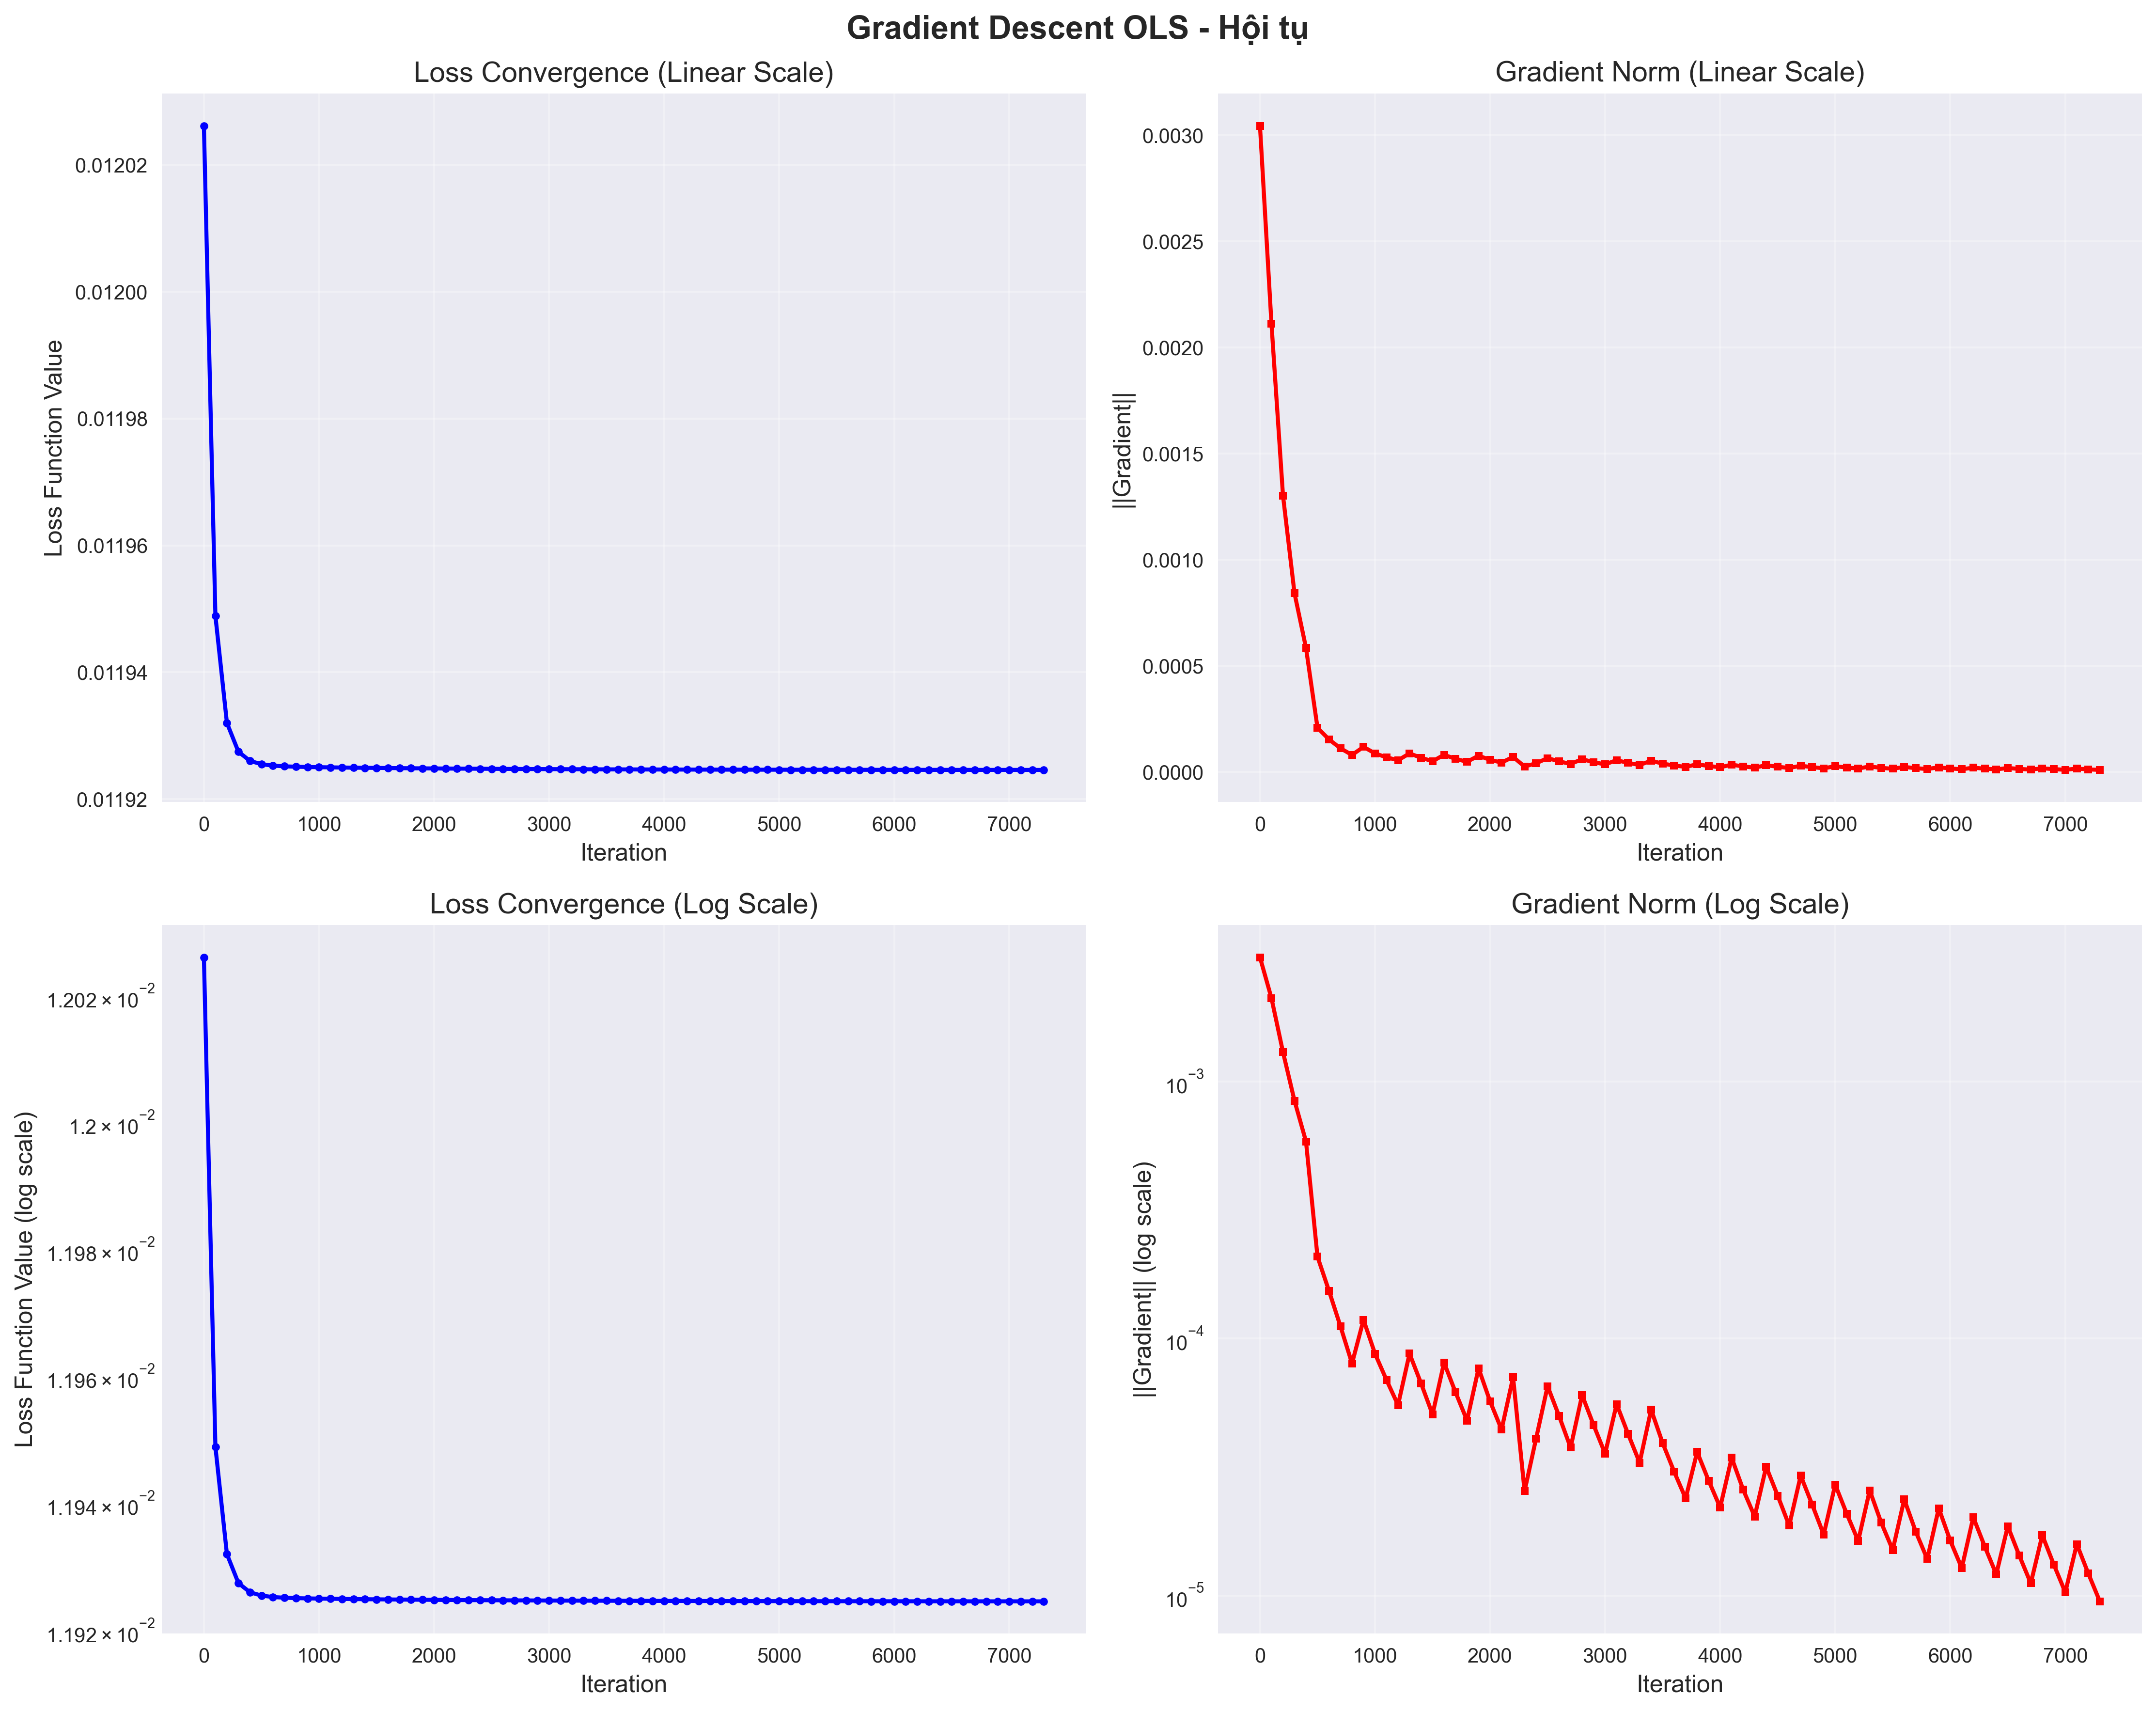 Gradient Descent OLS - Hội tụ
Loss Convergence (Linear Scale)
Loss Function Value
0.01202
0.01200
0.01198
0.01196
0.01194
0.01192
0 1000 2000 3000 4000 5000 6000 7000
Iteration
Gradient Norm (Linear Scale)
||Gradient||
0.0030
0.0025
0.0020
0.0015
0.0010
0.0005
0.0000
0 1000 2000 3000 4000 5000 6000 7000
Iteration
Loss Convergence (Log Scale)
Loss Function Value (log scale)
1.202 × 10⁻²
1.2 × 10⁻²
1.198 × 10⁻²
1.196 × 10⁻²
1.194 × 10⁻²
1.192 × 10⁻²
0 1000 2000 3000 4000 5000 6000 7000
Iteration
Gradient Norm (Log Scale)
||Gradient|| (log scale)
10⁻³
10⁻⁴
10⁻⁵
0 1000 2000 3000 4000 5000 6000 7000
Iteration